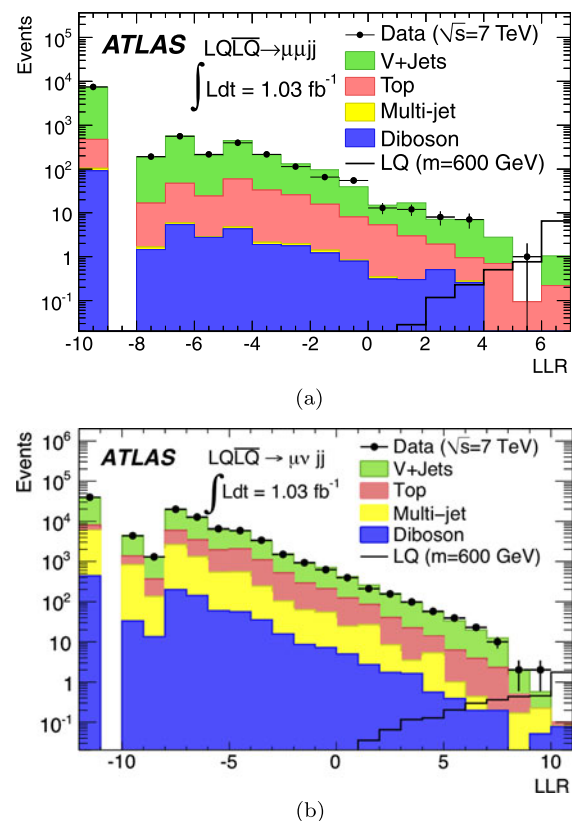 Events
10⁵
10⁴
10³
10²
10
1
10⁻¹
ATLAS
LQL̅Q̅→μμjj
∫ Ldt = 1.03 fb⁻¹
Data (√s=7 TeV)
V+Jets
Top
Multi-jet
Diboson
LQ (m=600 GeV)
-10 -8 -6 -4 -2 0 2 4 6
LLR
(a)
Events
10⁶
10⁵
10⁴
10³
10²
10
1
10⁻¹
ATLAS
LQL̅Q̅ → μν jj
∫ Ldt = 1.03 fb⁻¹
Data (√s=7 TeV)
V+Jets
Top
Multi-jet
Diboson
LQ (m=600 GeV)
-10 -5 0 5 10
LLR
(b)